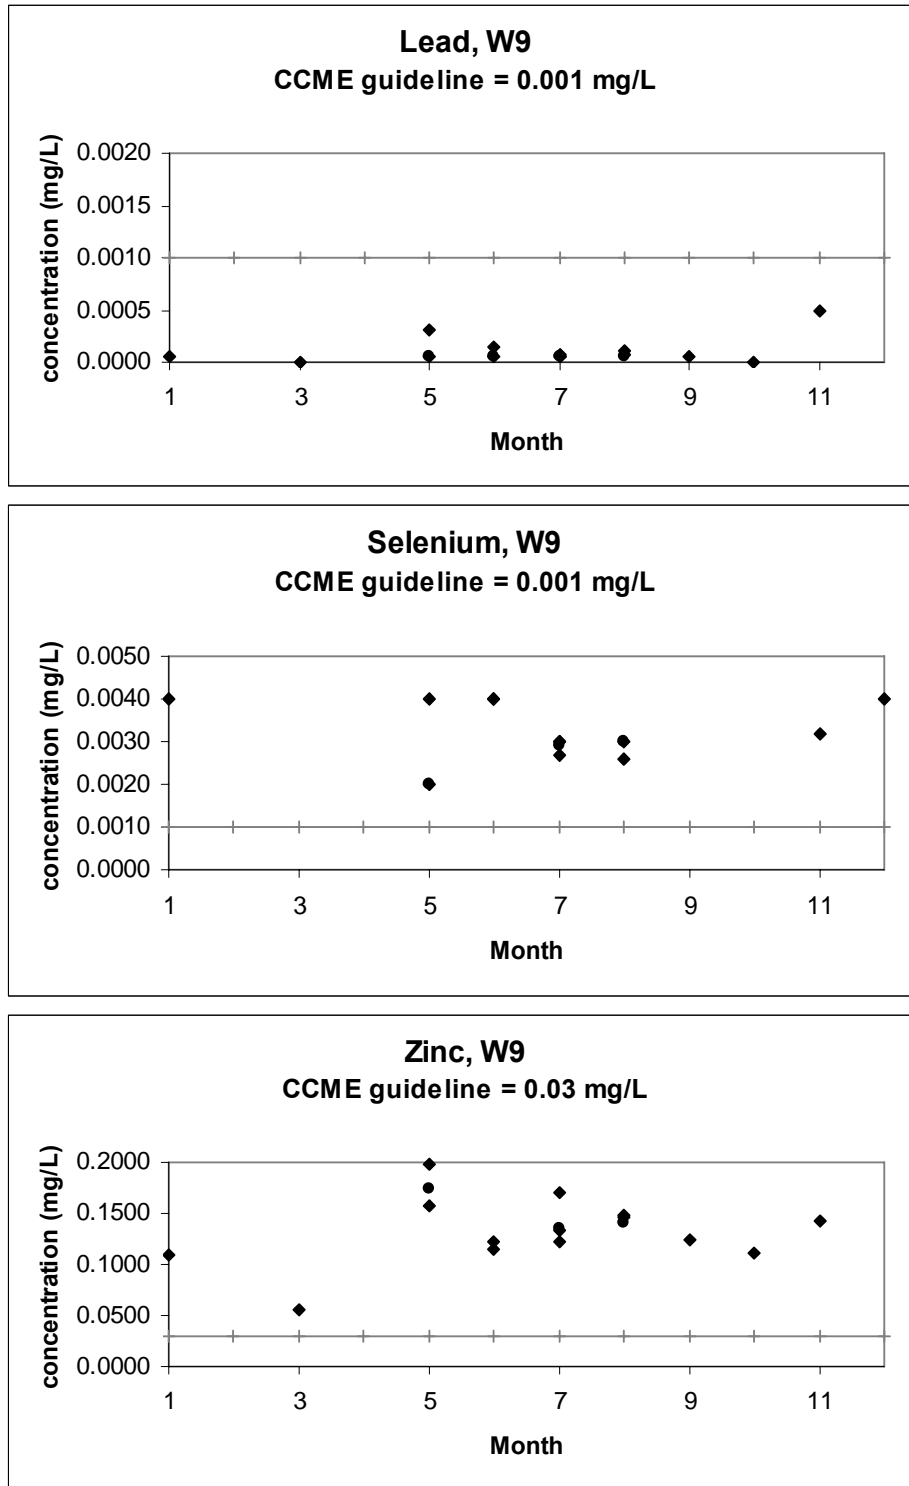 Lead, W9
CCME guideline = 0.001 mg/L
concentration (mg/L)
0.0020
0.0015
0.0010
0.0005
0.0000
1 3 5 7 9 11
Month
Selenium, W9
CCME guideline = 0.001 mg/L
concentration (mg/L)
0.0050
0.0040
0.0030
0.0020
0.0010
0.0000
1 3 5 7 9 11
Month
Zinc, W9
CCME guideline = 0.03 mg/L
concentration (mg/L)
0.2000
0.1500
0.1000
0.0500
0.0000
1 3 5 7 9 11
Month